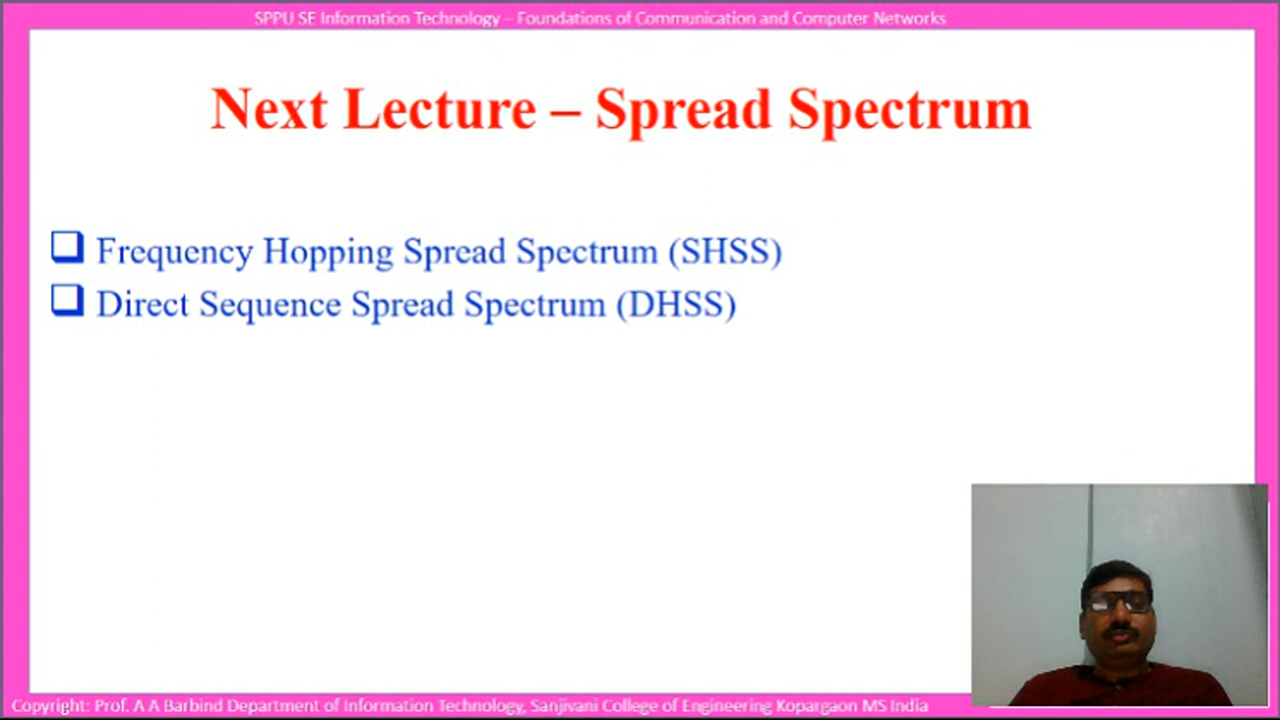 SPPU SE Information Technology – Foundations of Communication and Computer Networks
Next Lecture – Spread Spectrum
Frequency Hopping Spread Spectrum (SHSS)
Direct Sequence Spread Spectrum (DHSS)
Copyright: Prof. A A Barbind Department of Information Technology, Sanjivani College of Engineering Kopargaon MS India